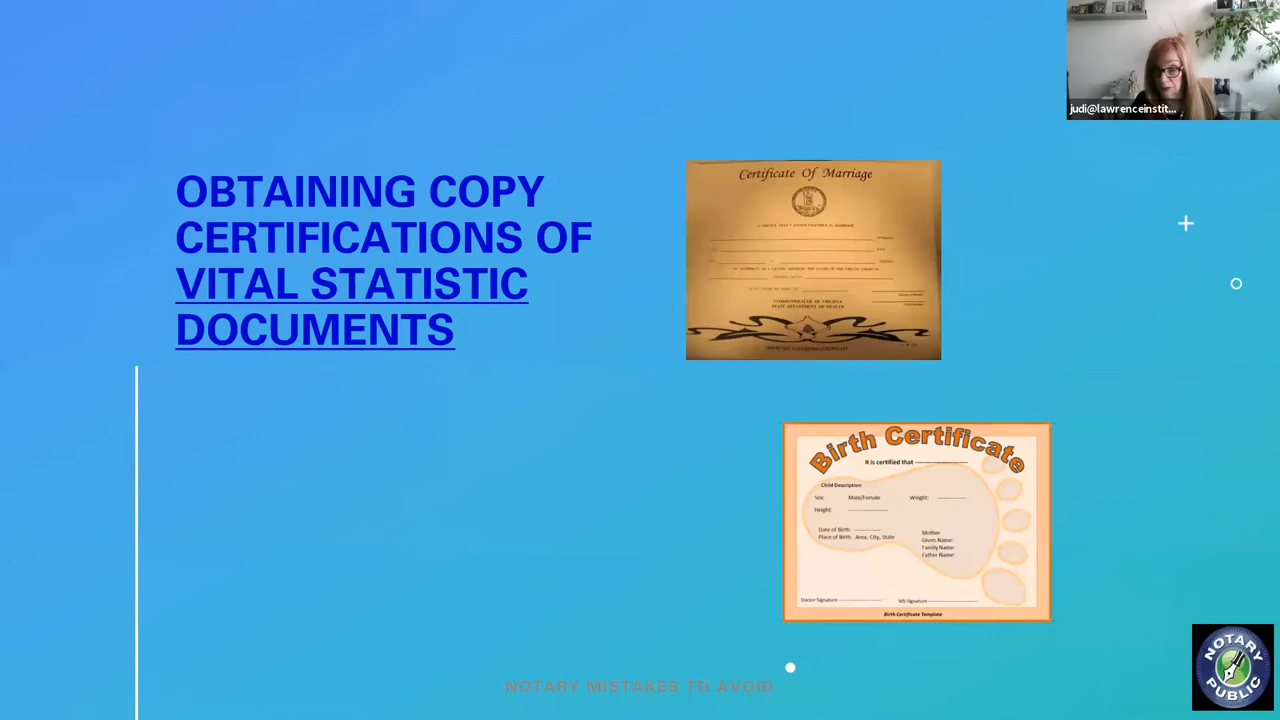 judi@lawrenceinstit...
OBTAINING COPY
CERTIFICATIONS OF
VITAL STATISTIC
DOCUMENTS
Certificate Of Marriage
COMMONWEALTH OF VIRGINIA
STATE DEPARTMENT OF HEALTH
Birth Certificate
It is certified that
Child Description
Sex: Male/Female Weight:
Height:
Date of Birth:
Place of Birth: Area, City, State
Mother
Given Name:
Family Name:
Father Name:
Doctor Signature
Birth Certificate Template
NOTARY MISTAKES TO AVOID
NOTARY
PUBLIC